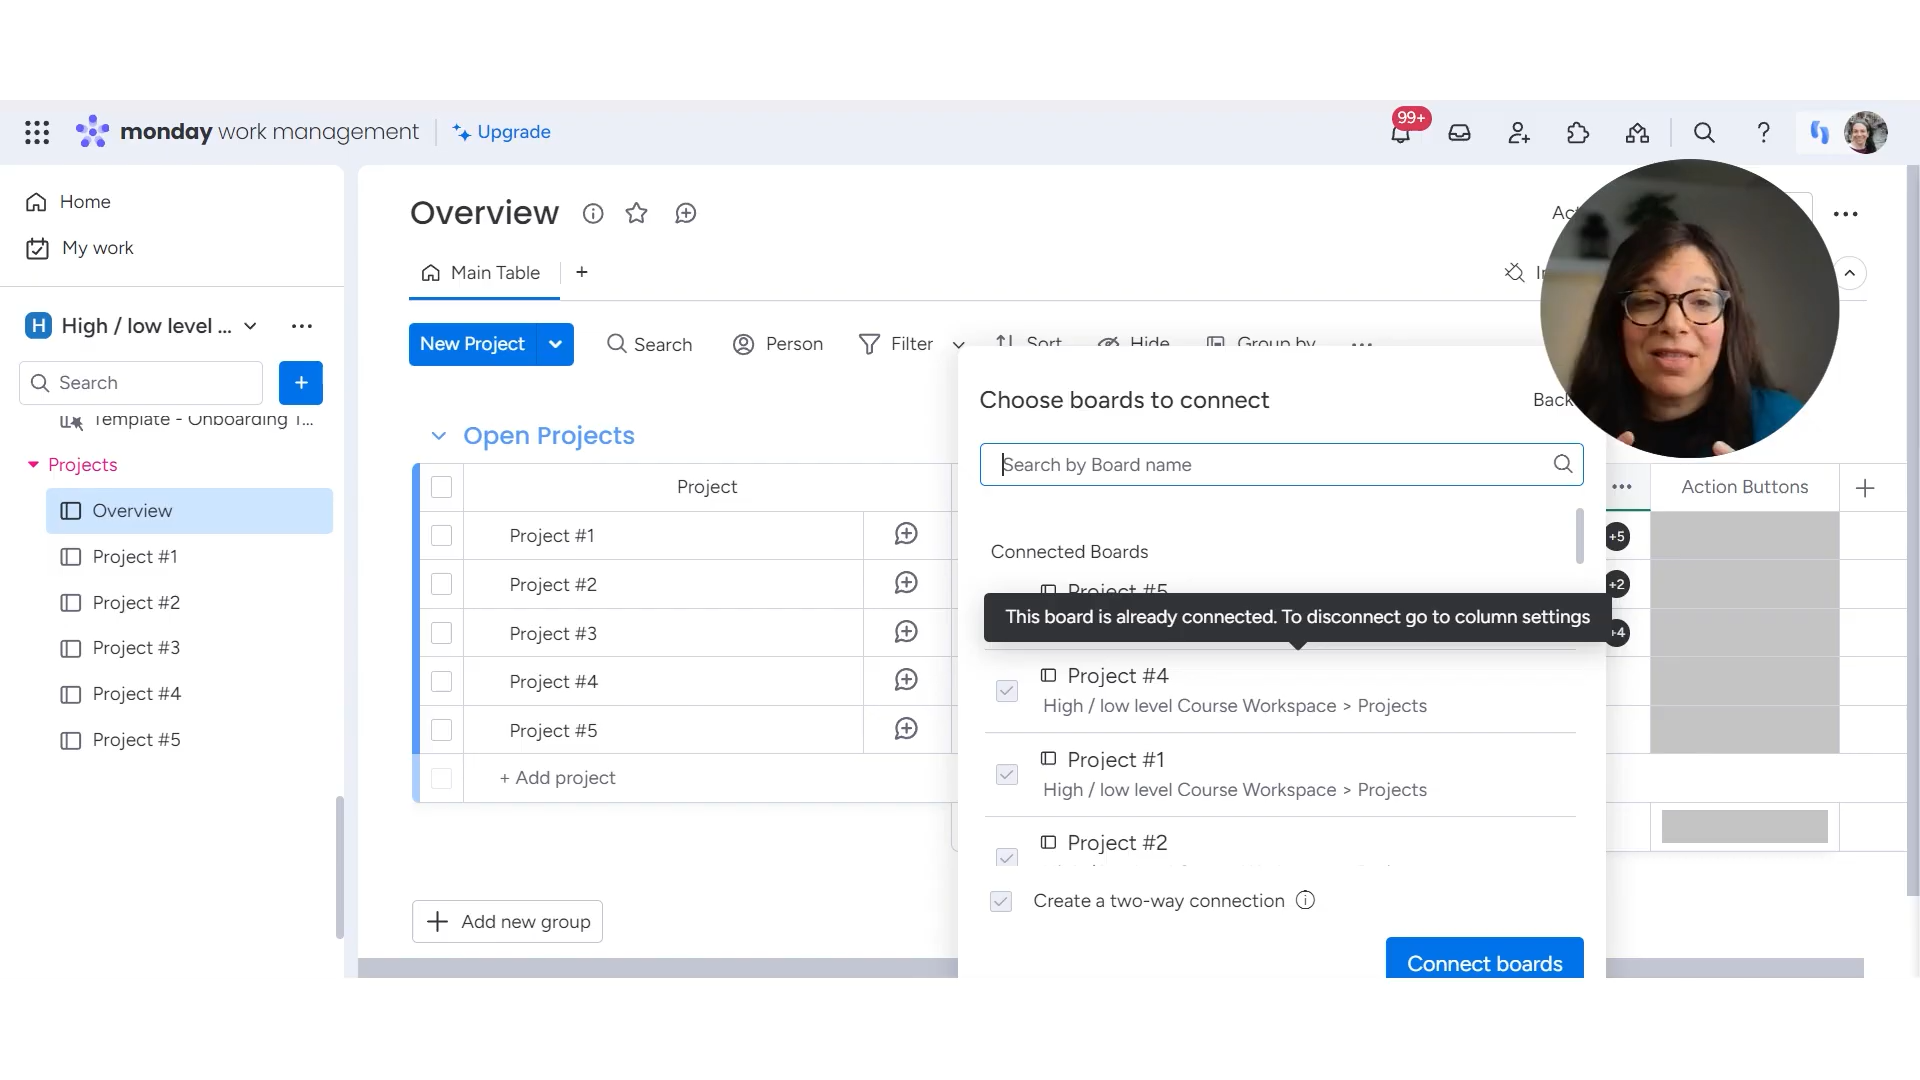 monday work management
Upgrade
99+
Home
My work
H High / low level ...
Search
Template - Onboarding T...
Projects
Overview
Project #1
Project #2
Project #3
Project #4
Project #5
Overview
Main Table
New Project
Search
Person
Filter
Sort
Hide
Group by
Open Projects
Project
Action Buttons
Project #1
Project #2
Project #3
Project #4
Project #5
+ Add project
+5
+2
+4
Add new group
Choose boards to connect
Back
Search by Board name
Connected Boards
Project #5
This board is already connected. To disconnect go to column settings
Project #4
High / low level Course Workspace > Projects
Project #1
High / low level Course Workspace > Projects
Project #2
Create a two-way connection
Connect boards